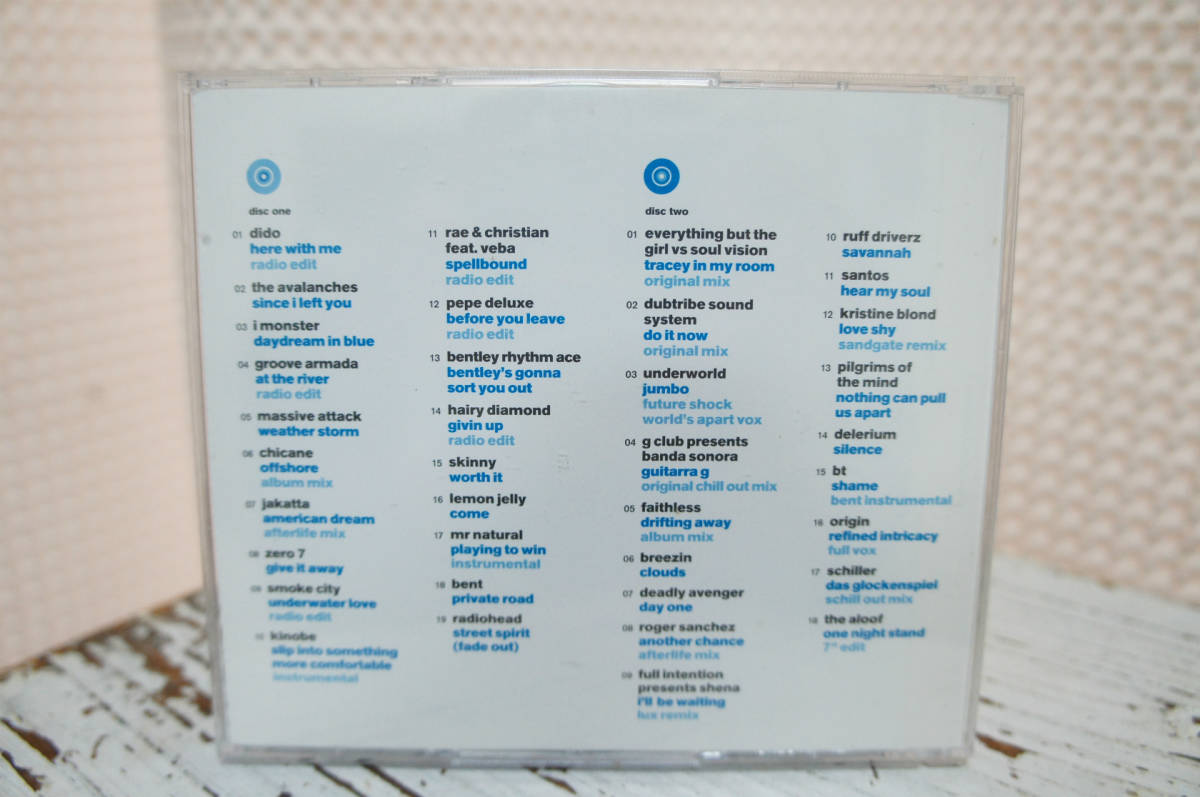 disc one
01 dido
here with me
radio edit
02 the avalanches
since i left you
03 i monster
daydream in blue
04 groove armada
at the river
radio edit
05 massive attack
weather storm
06 chicane
offshore
album mix
07 jakatta
american dream
afterlife mix
08 zero 7
give it away
09 smoke city
underwater love
radio edit
10 kinobe
slip into something
more comfortable
instrumental
11 rae & christian
feat. veba
spellbound
radio edit
12 pepe deluxe
before you leave
radio edit
13 bentley rhythm ace
bentley's gonna
sort you out
14 hairy diamond
givin up
radio edit
15 skinny
worth it
16 lemon jelly
come
17 mr natural
playing to win
instrumental
18 bent
private road
19 radiohead
street spirit
(fade out)
disc two
01 everything but the
girl vs soul vision
tracey in my room
original mix
02 dubtribe sound
system
do it now
original mix
03 underworld
jumbo
future shock
world's apart vox
04 g club presents
banda sonora
guitarra g
original chill out mix
05 faithless
drifting away
album mix
06 breezin
clouds
07 deadly avenger
day one
08 roger sanchez
another chance
afterlife mix
09 full intention
presents shena
i'll be waiting
lux remix
10 ruff driverz
savannah
11 santos
hear my soul
12 kristine blond
love shy
sandgate remix
13 pilgrims of
the mind
nothing can pull
us apart
14 delerium
silence
15 bt
shame
bent instrumental
16 origin
refined intricacy
full vox
17 schiller
das glockenspiel
schill out mix
18 the aloof
one night stand
7" edit